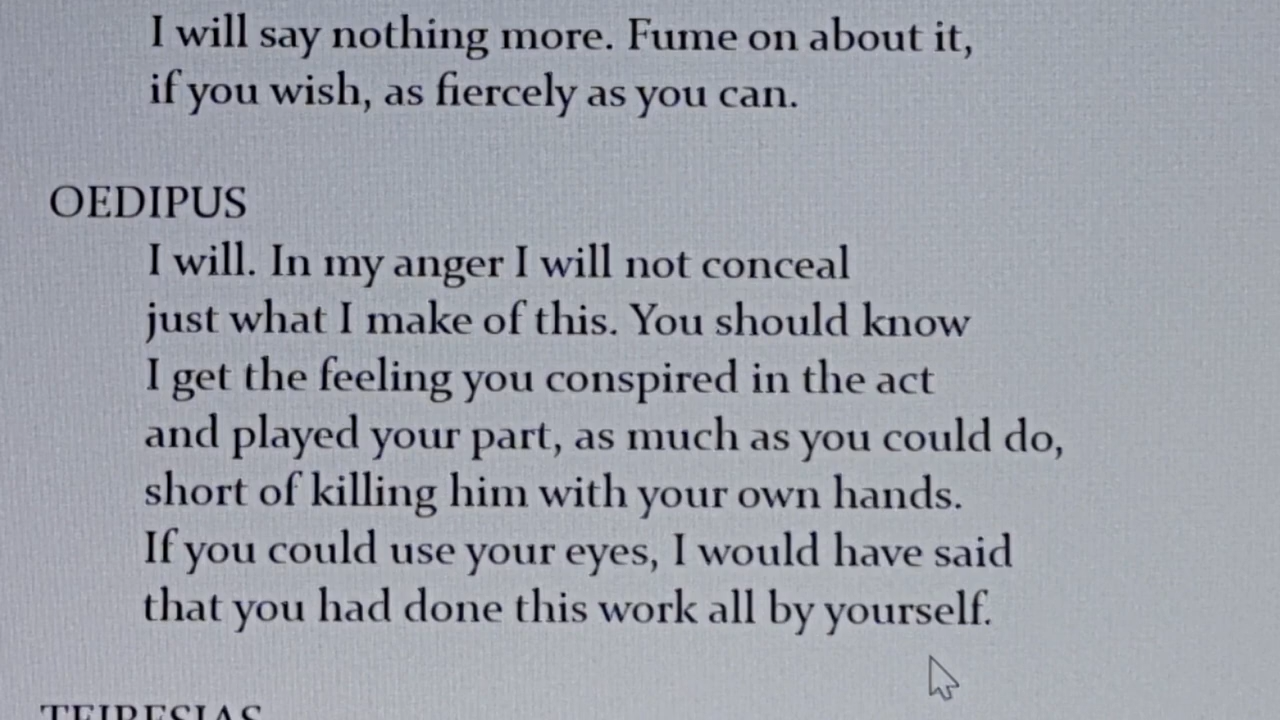 I will say nothing more. Fume on about it,
if you wish, as fiercely as you can.
OEDIPUS
I will. In my anger I will not conceal
just what I make of this. You should know
I get the feeling you conspired in the act
and played your part, as much as you could do,
short of killing him with your own hands.
If you could use your eyes, I would have said
that you had done this work all by yourself.
TEIRESIAS